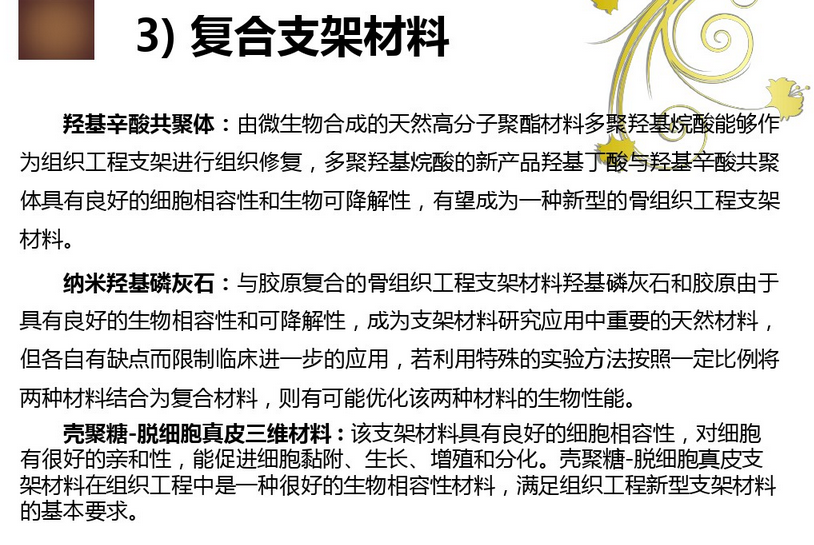 3) 复合支架材料
羟基辛酸共聚体：由微生物合成的天然高分子聚酯材料多聚羟基烷酸能够作
为组织工程支架进行组织修复，多聚羟基烷酸的新产品羟基丁酸与羟基辛酸共聚
体具有良好的细胞相容性和生物可降解性，有望成为一种新型的骨组织工程支架
材料。
纳米羟基磷灰石：与胶原复合的骨组织工程支架材料羟基磷灰石和胶原由于
具有良好的生物相容性和可降解性，成为支架材料研究应用中重要的天然材料，
但各自有缺点而限制临床进一步的应用，若利用特殊的实验方法按照一定比例将
两种材料结合为复合材料，则有可能优化该两种材料的生物性能。
壳聚糖-脱细胞真皮三维材料：该支架材料具有良好的细胞相容性，对细胞
有很好的亲和性，能促进细胞黏附、生长、增殖和分化。壳聚糖-脱细胞真皮支
架材料在组织工程中是一种很好的生物相容性材料，满足组织工程新型支架材料
的基本要求。